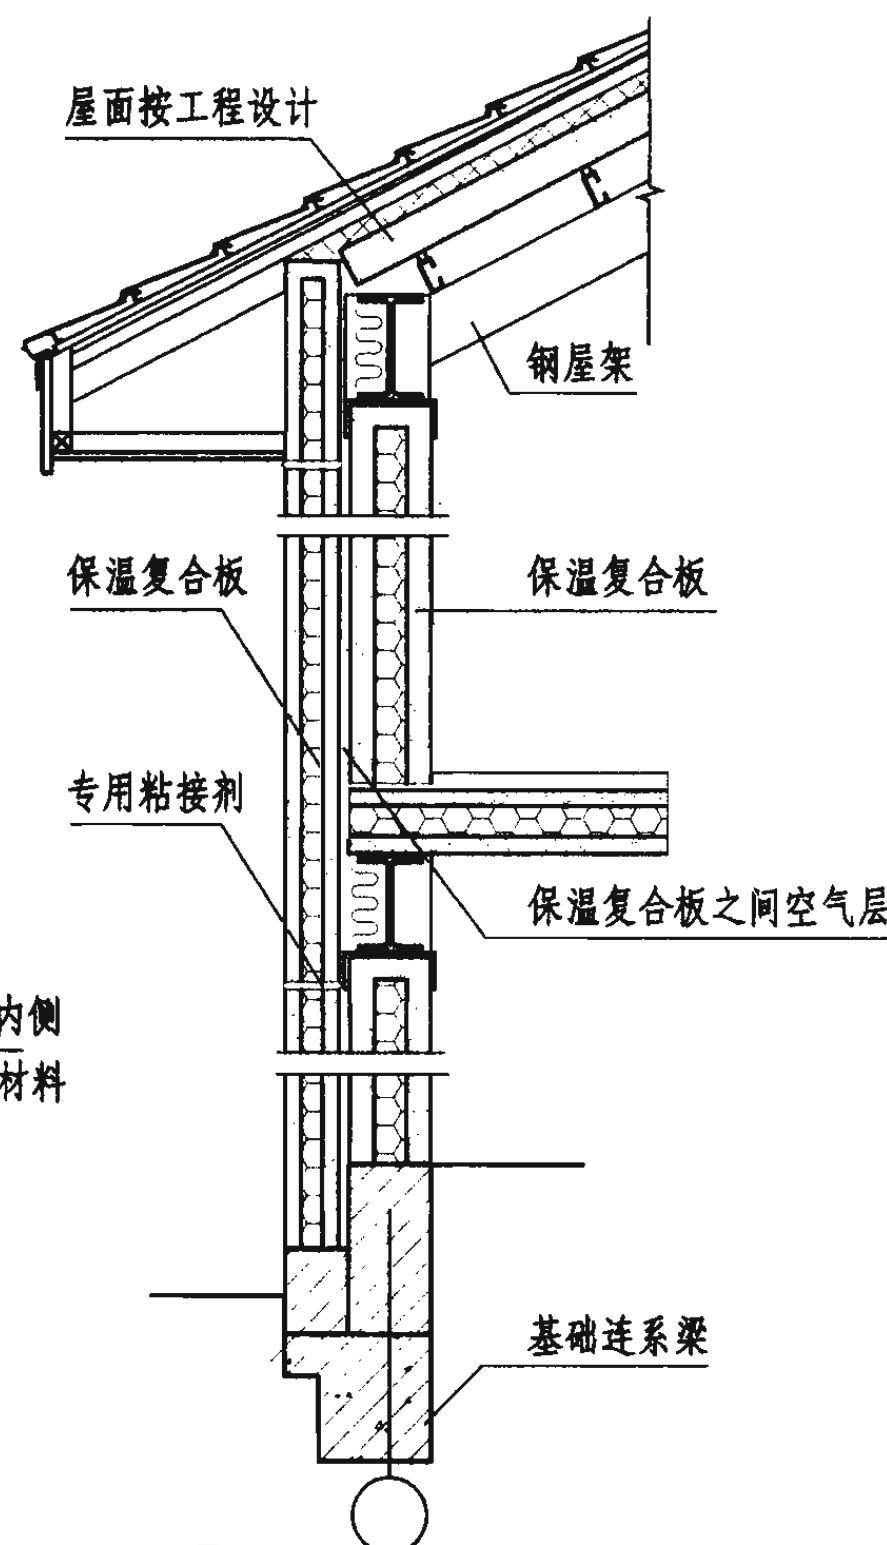 屋面按工程设计
钢屋架
保温复合板
保温复合板
专用粘接剂
保温复合板之间空气层
内侧
材料
基础连系梁